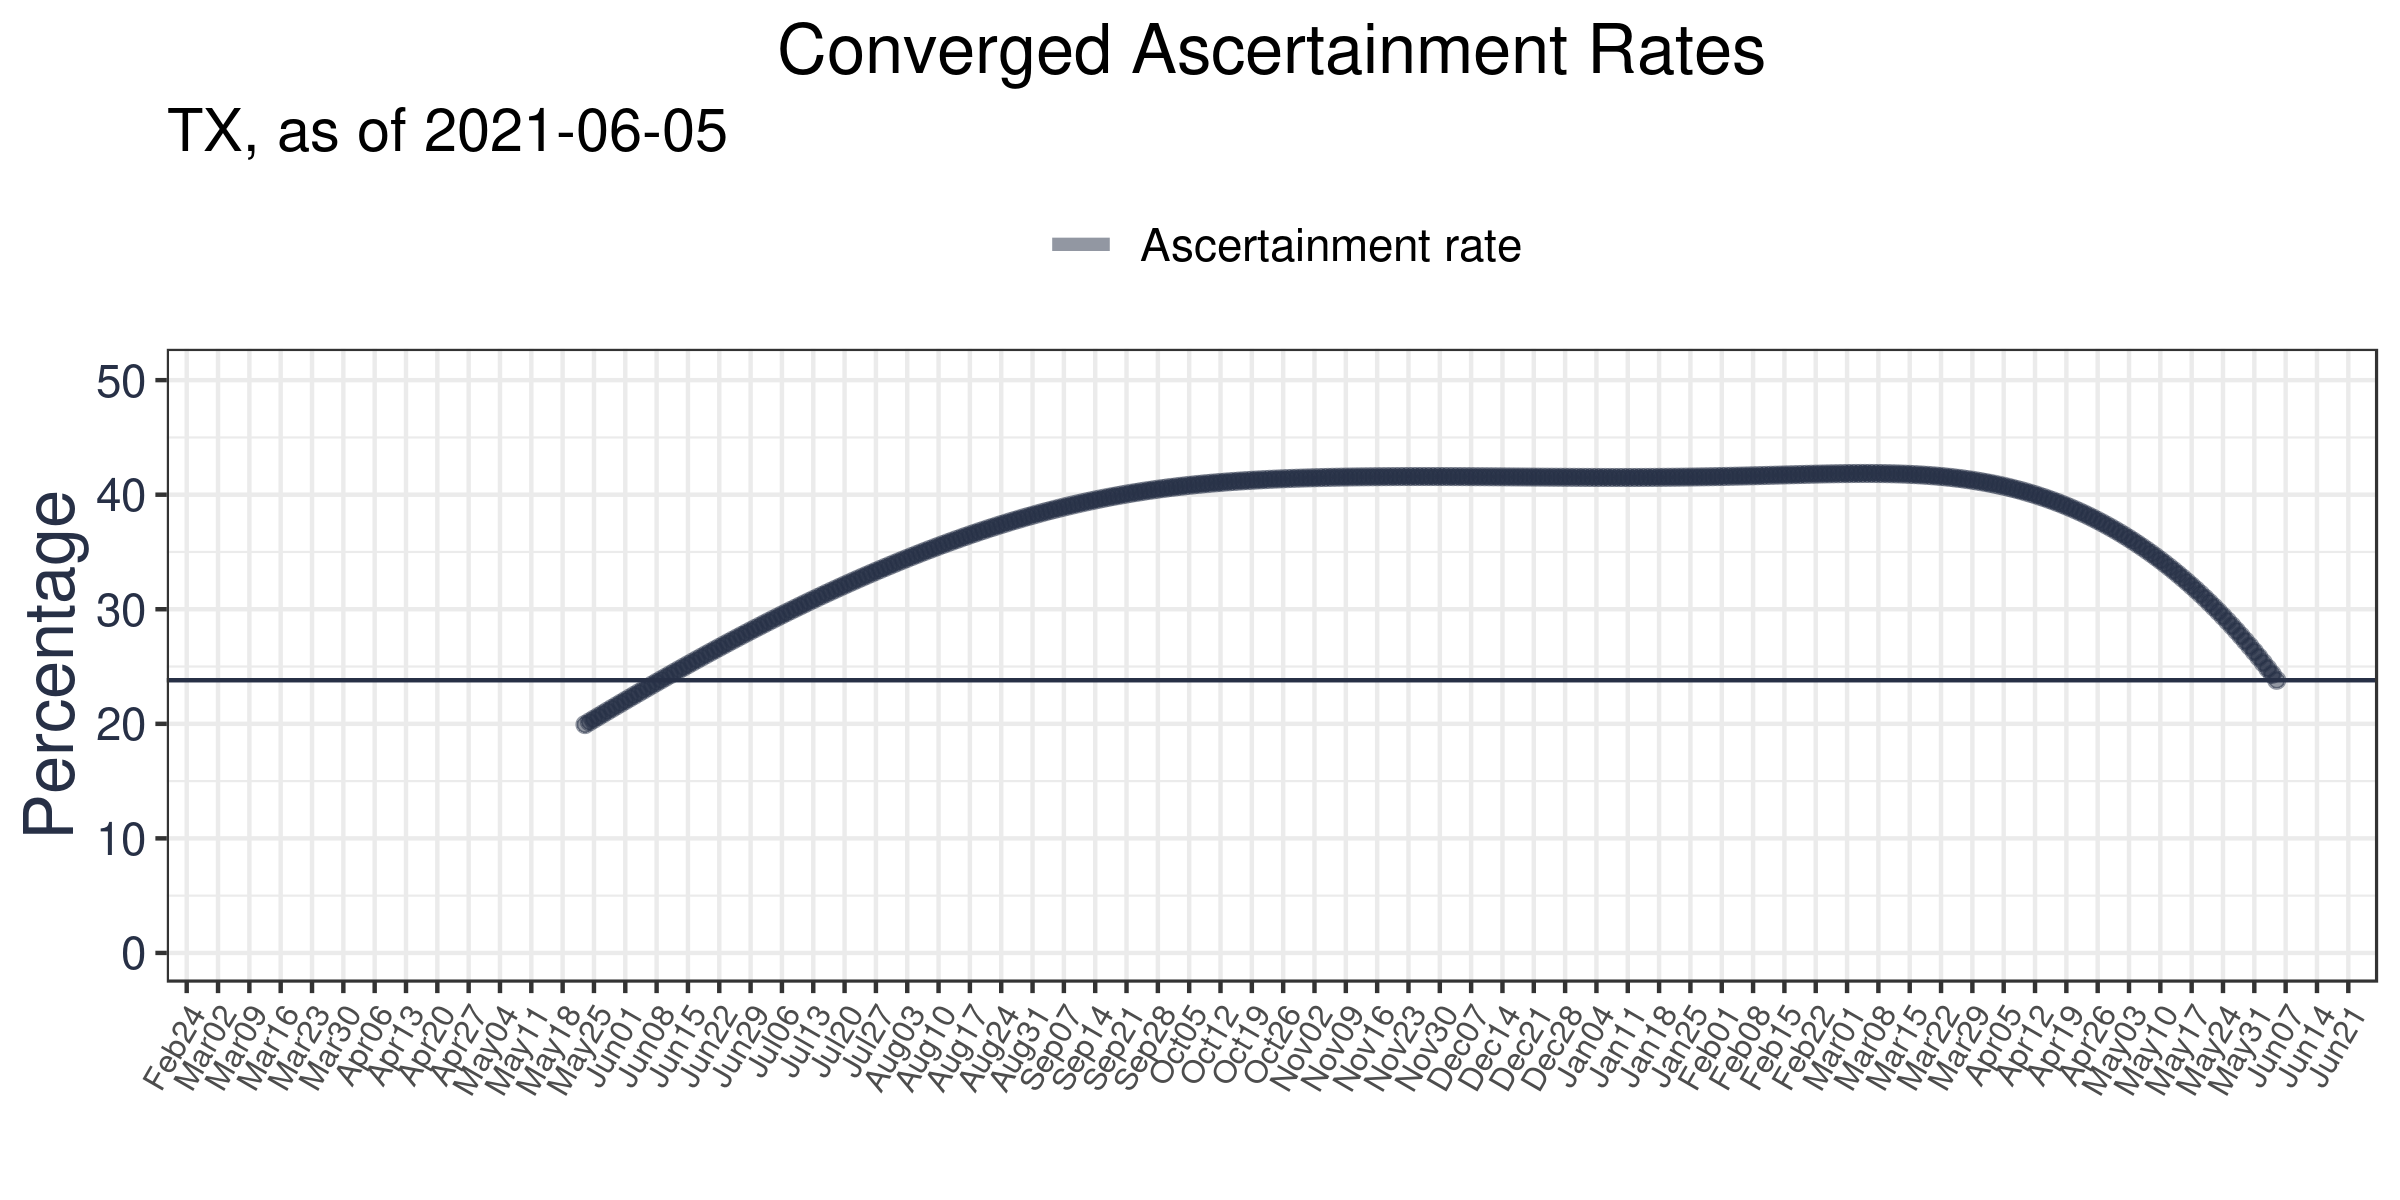 Converged Ascertainment Rates
TX, as of 2021-06-05
Ascertainment rate
Percentage
50
40
30
20
10
0
Feb24 Mar02 Mar09 Mar16 Mar23 Mar30 Apr06 Apr13 Apr20 Apr27 May04 May11 May18 May25 Jun01 Jun08 Jun15 Jun22 Jun29 Jul06 Jul13 Jul20 Jul27 Aug03 Aug10 Aug17 Aug24 Aug31 Sep07 Sep14 Sep21 Sep28 Oct05 Oct12 Oct19 Oct26 Nov02 Nov09 Nov16 Nov23 Nov30 Dec07 Dec14 Dec21 Dec28 Jan04 Jan11 Jan18 Jan25 Feb01 Feb08 Feb15 Feb22 Mar01 Mar08 Mar15 Mar22 Mar29 Apr05 Apr12 Apr19 Apr26 May03 May10 May17 May24 May31 Jun07 Jun14 Jun21